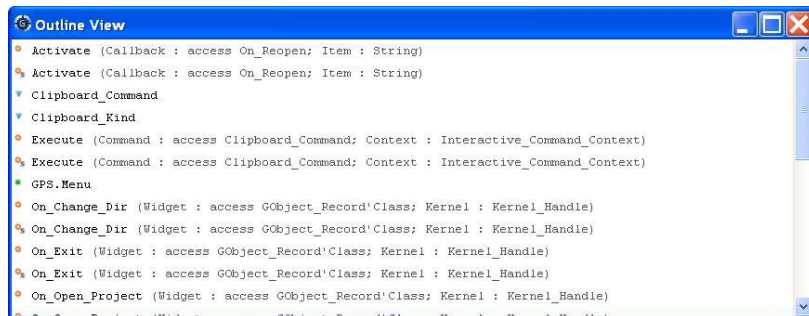 Outline View
Activate (Callback : access On_Reopen; Item : String)
Activate (Callback : access On_Reopen; Item : String)
Clipboard_Command
Clipboard_Kind
Execute (Command : access Clipboard_Command; Context : Interactive_Command_Context)
Execute (Command : access Clipboard_Command; Context : Interactive_Command_Context)
GPS.Menu
On_Change_Dir (Widget : access GObject_Record'Class; Kernel : Kernel_Handle)
On_Change_Dir (Widget : access GObject_Record'Class; Kernel : Kernel_Handle)
On_Exit (Widget : access GObject_Record'Class; Kernel : Kernel_Handle)
On_Exit (Widget : access GObject_Record'Class; Kernel : Kernel_Handle)
On_Open_Project (Widget : access GObject_Record'Class; Kernel : Kernel_Handle)